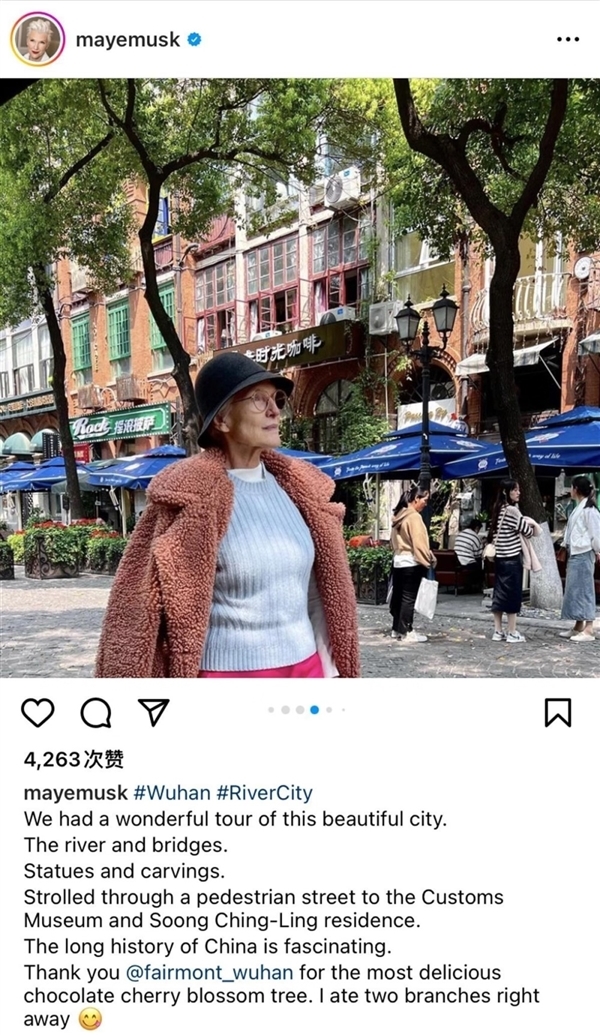 mayemusk
时光咖啡
Rock 摇滚披萨
4,263次赞
mayemusk #Wuhan #RiverCity
We had a wonderful tour of this beautiful city.
The river and bridges.
Statues and carvings.
Strolled through a pedestrian street to the Customs
Museum and Soong Ching-Ling residence.
The long history of China is fascinating.
Thank you @fairmont_wuhan for the most delicious
chocolate cherry blossom tree. I ate two branches right
away 😋